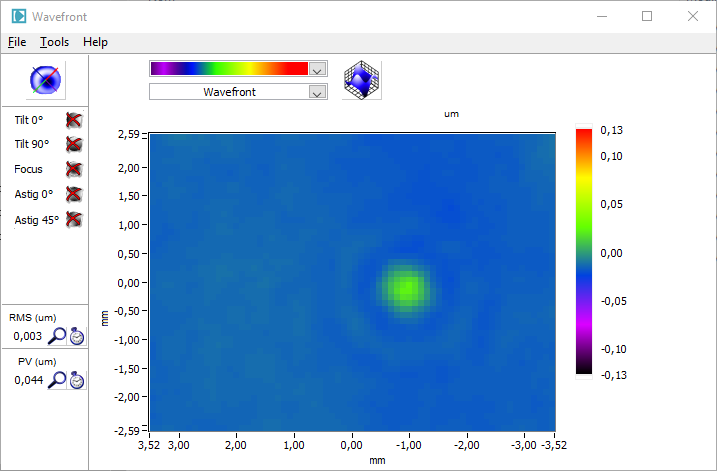 Wavefront
File Tools Help
Wavefront
um
Tilt 0°
Tilt 90°
Focus
Astig 0°
Astig 45°
RMS (um)
0,003
PV (um)
0,044
2,59
2,00
1,50
1,00
0,50
0,00
-0,50
-1,00
-1,50
-2,00
-2,59
mm
3,52 3,00 2,00 1,00 0,00 -1,00 -2,00 -3,00 -3,52
mm
0,13
0,10
0,05
0,00
-0,05
-0,10
-0,13